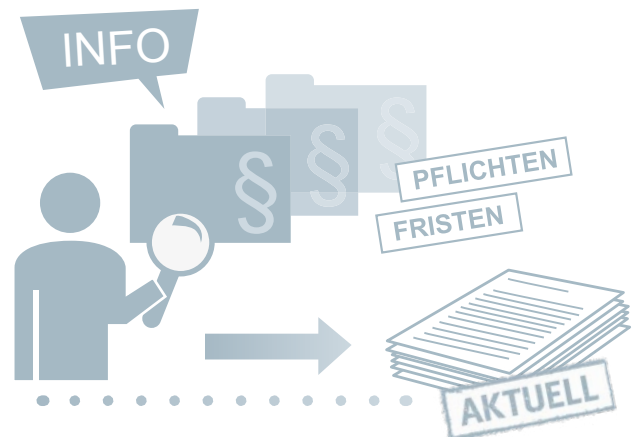 INFO
§ § §
PFLICHTEN
FRISTEN
AKTUELL